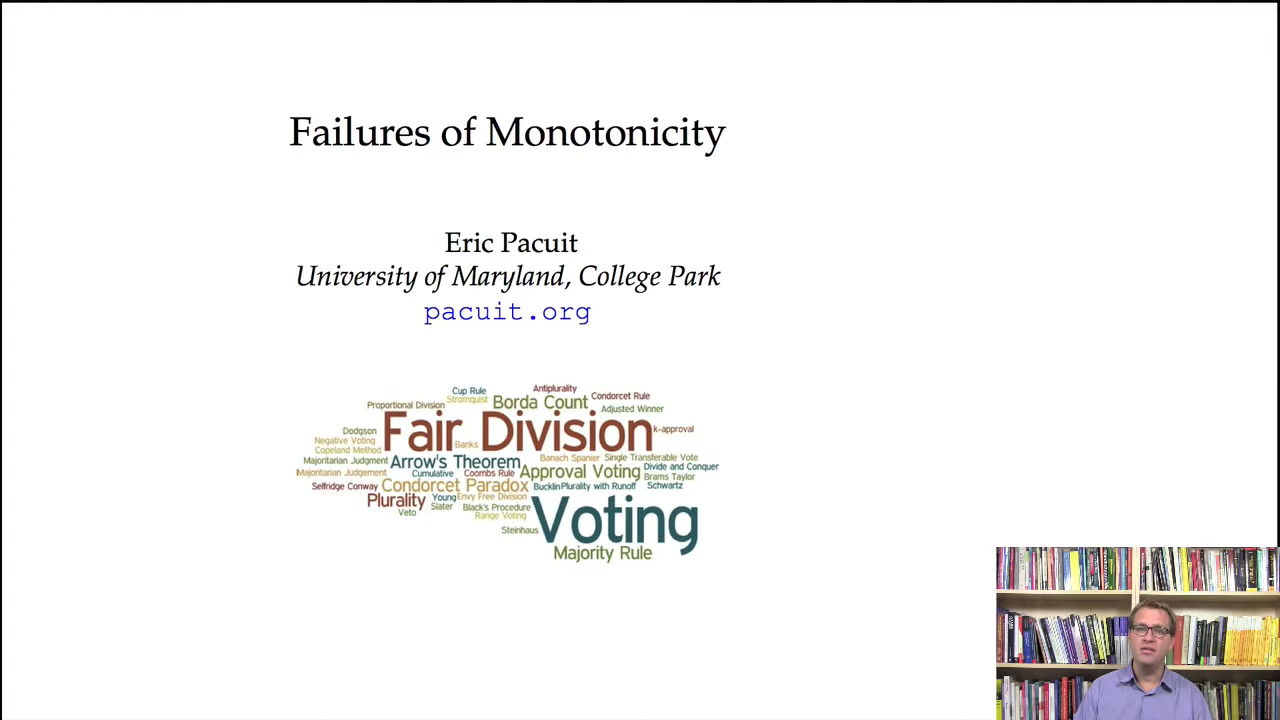 Failures of Monotonicity
Eric Pacuit
University of Maryland, College Park
pacuit.org
Cup Rule
Antiplurality
Stromquist
Borda Count
Condorcet Rule
Proportional Division
Adjusted Winner
Fair Division
k-approval
Dodgson
Negative Voting
Banks
Copeland Method
Majoritarian Judgment
Arrow's Theorem
Banach Spanier
Single Transferable Vote
Majoritarian Judgement
Cumulative
Coombs Rule
Approval Voting
Divide and Conquer
Brams Taylor
Selfridge Conway
Condorcet Paradox
Bucklin
Plurality with Runoff
Schwartz
Plurality
Young
Envy Free Division
Veto
Slater
Black's Procedure
Range Voting
Voting
Steinhaus
Majority Rule